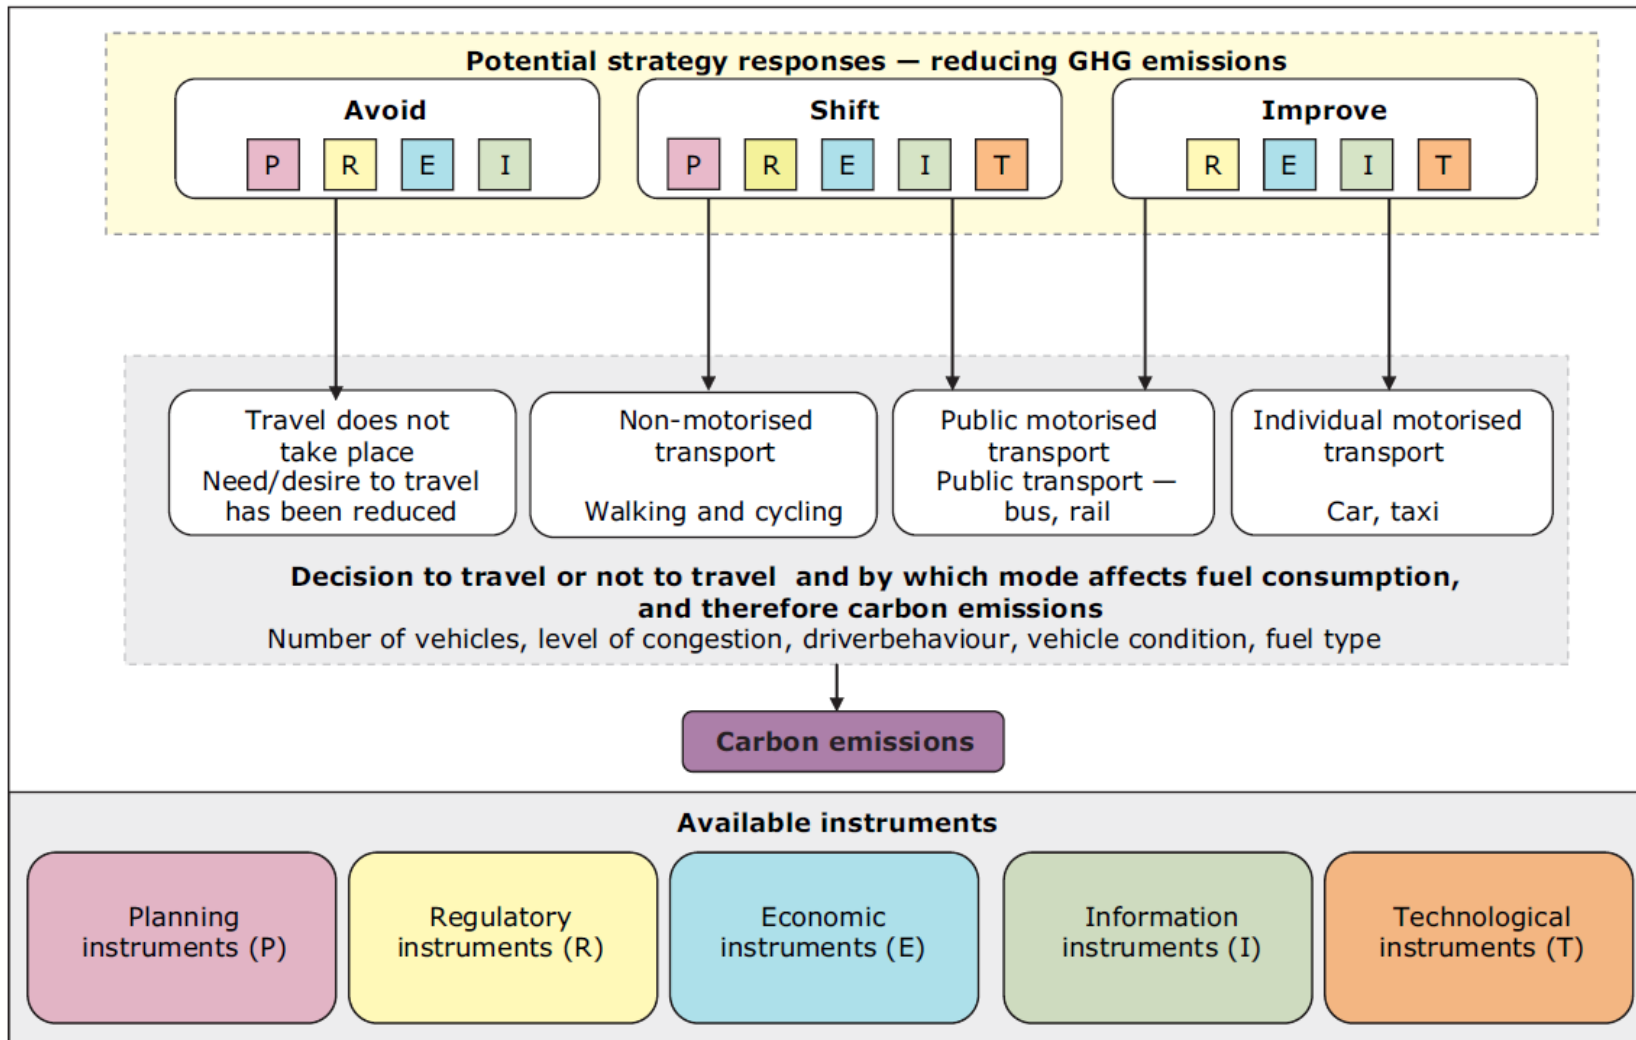 Potential strategy responses — reducing GHG emissions
Avoid
P R E I
Shift
P R E I T
Improve
R E I T
Travel does not
take place
Need/desire to travel
has been reduced
Non-motorised
transport
Walking and cycling
Public motorised
transport
Public transport —
bus, rail
Individual motorised
transport
Car, taxi
Decision to travel or not to travel and by which mode affects fuel consumption,
and therefore carbon emissions
Number of vehicles, level of congestion, driverbehaviour, vehicle condition, fuel type
Carbon emissions
Available instruments
Planning
instruments (P)
Regulatory
instruments (R)
Economic
instruments (E)
Information
instruments (I)
Technological
instruments (T)